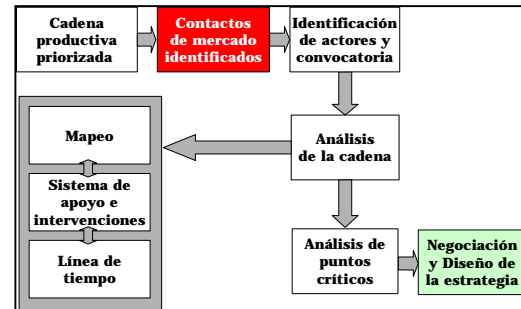 Cadena
productiva
priorizada
Contactos
de mercado
identificados
Identificación
de actores y
convocatoria
Mapeo
Sistema de
apoyo e
intervenciones
Línea de
tiempo
Análisis
de la cadena
Análisis de
puntos
críticos
Negociación
y Diseño de
la estrategia